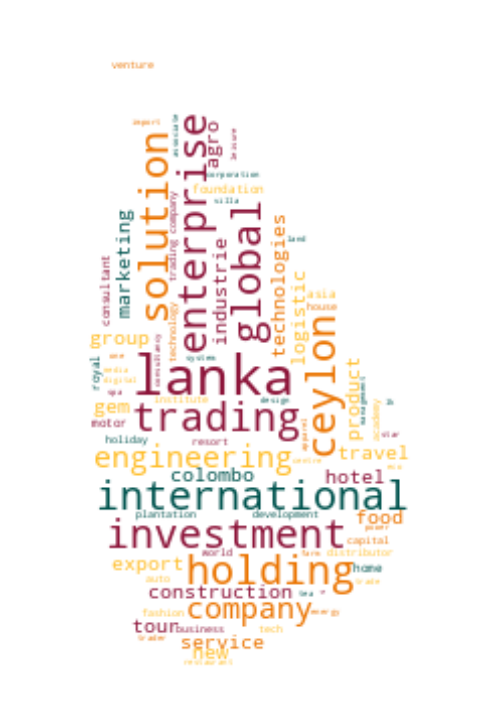 venture
import
associate
solution
enterprise
agro
leisure
corporation
foundation
villa
trading company
marketing
global
industrie
technologies
land
consultant
logistic
asia
house
ceylon
technology
group
one
consultancy
system
royal
media
digital
spa
lanka
institute
design
product
management
academy
gem
motor
trading
apparel
star
holiday
resort
engineering
centre
travel
eco
colombo
hotel
international
plantation
development
food
power
investment
capital
world
farm
distributor
export
holding
home
auto
trade
construction
tea
fashion
company
energy
tour
business
tech
trader
service
new
restaurant